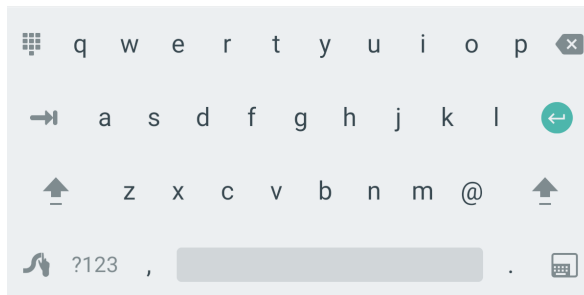 q w e r t y u i o p
a s d f g h j k l
z x c v b n m @
?123 , .